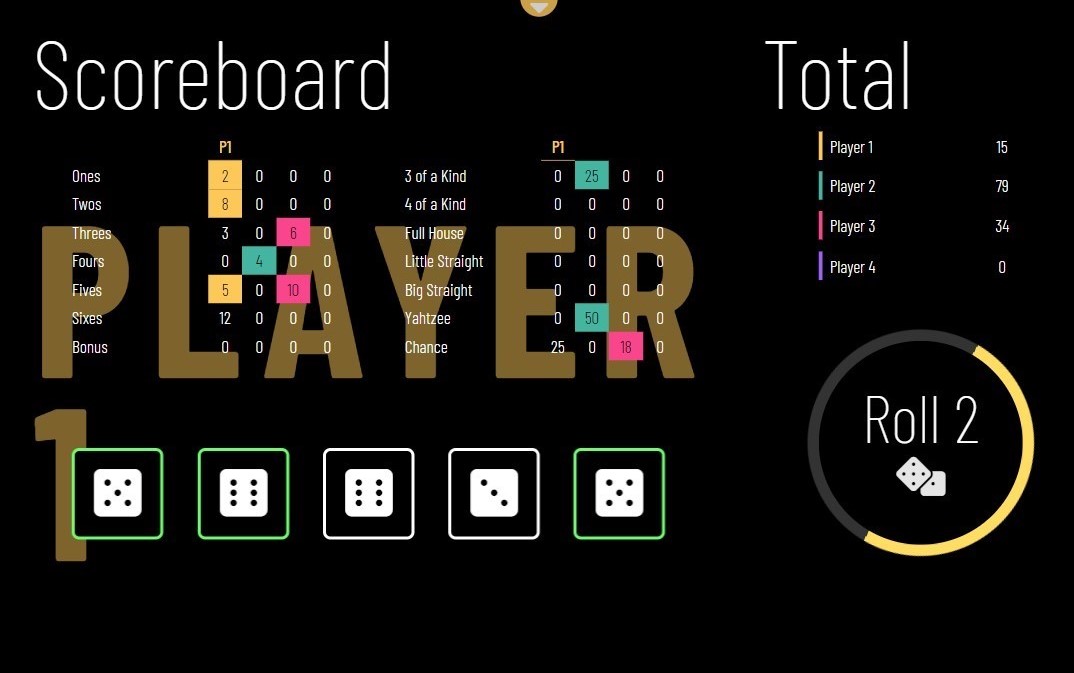 Scoreboard
Total
P1
P1
Ones 2 0 0 0
Twos 8 0 0 0
Threes 3 0 6 0
Fours 0 4 0 0
Fives 5 0 10 0
Sixes 12 0 0 0
Bonus 0 0 0 0
3 of a Kind 0 25 0 0
4 of a Kind 0 0 0 0
Full House 0 0 0 0
Little Straight 0 0 0 0
Big Straight 0 0 0 0
Yahtzee 0 50 0 0
Chance 25 0 18 0
Player 1 15
Player 2 79
Player 3 34
Player 4 0
PLAYER
1
Roll 2